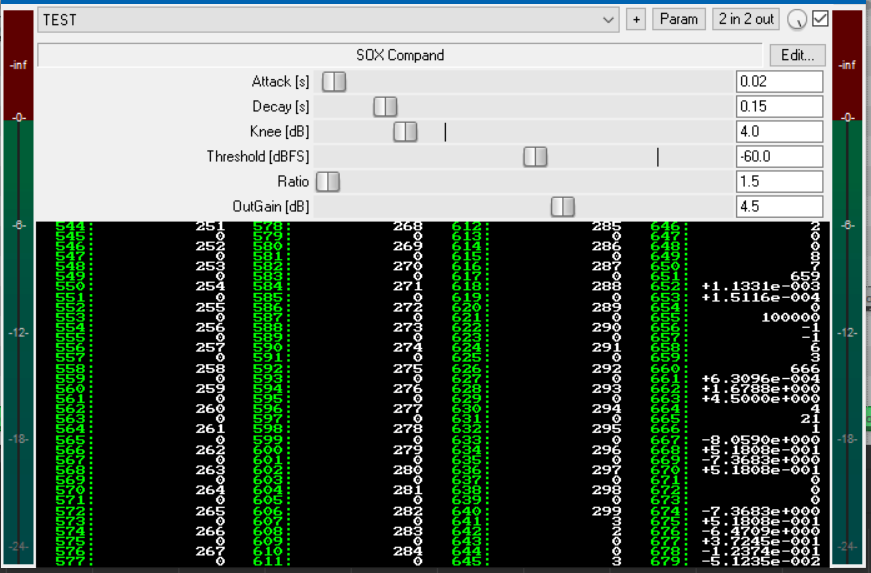 TEST
+
Param
2 in 2 out
SOX Compand
Edit...
-inf
-inf
Attack [s]
0.02
Decay [s]
0.15
-0-
-0-
Knee [dB]
4.0
Threshold [dBFS]
-60.0
Ratio
1.5
OutGain [dB]
4.5
-6-
-6-
-12-
-12-
-18-
-18-
-24-
-24-
544: 251 578: 268 612: 285 646: 2
545: 0 579: 0 613: 0 647: 0
546: 252 580: 269 614: 286 648: 0
547: 0 581: 0 615: 0 649: 8
548: 253 582: 270 616: 287 650: 7
549: 0 583: 0 617: 0 651: 659
550: 254 584: 271 618: 288 652: +1.1331e-003
551: 0 585: 0 619: 0 653: +1.5116e-004
552: 255 586: 272 620: 289 654: 0
553: 0 587: 0 621: 0 655: 100000
554: 256 588: 273 622: 290 656: -1
555: 0 589: 0 623: 0 657: -1
556: 257 590: 274 624: 291 658: 6
557: 0 591: 0 625: 0 659: 3
558: 258 592: 275 626: 292 660: 666
559: 0 593: 0 627: 0 661: +6.3096e-004
560: 259 594: 276 628: 293 662: +1.6788e+000
561: 0 595: 0 629: 0 663: +4.5000e+000
562: 260 596: 277 630: 294 664: 4
563: 0 597: 0 631: 0 665: 21
564: 261 598: 278 632: 295 666: 1
565: 0 599: 0 633: 0 667: -8.0590e+000
566: 262 600: 279 634: 296 668: +5.1808e-001
567: 0 601: 0 635: 0 669: -7.3683e+000
568: 263 602: 280 636: 297 670: +5.1808e-001
569: 0 603: 0 637: 0 671: 0
570: 264 604: 281 638: 298 672: 0
571: 0 605: 0 639: 0 673: 0
572: 265 606: 282 640: 299 674: -7.3683e+000
573: 0 607: 0 641: 3 675: +5.1808e-001
574: 266 608: 283 642: 2 676: -6.4709e+000
575: 0 609: 0 643: 0 677: +3.7245e-001
576: 267 610: 284 644: 0 678: -1.2374e-001
577: 0 611: 0 645: 3 679: -5.1235e-002